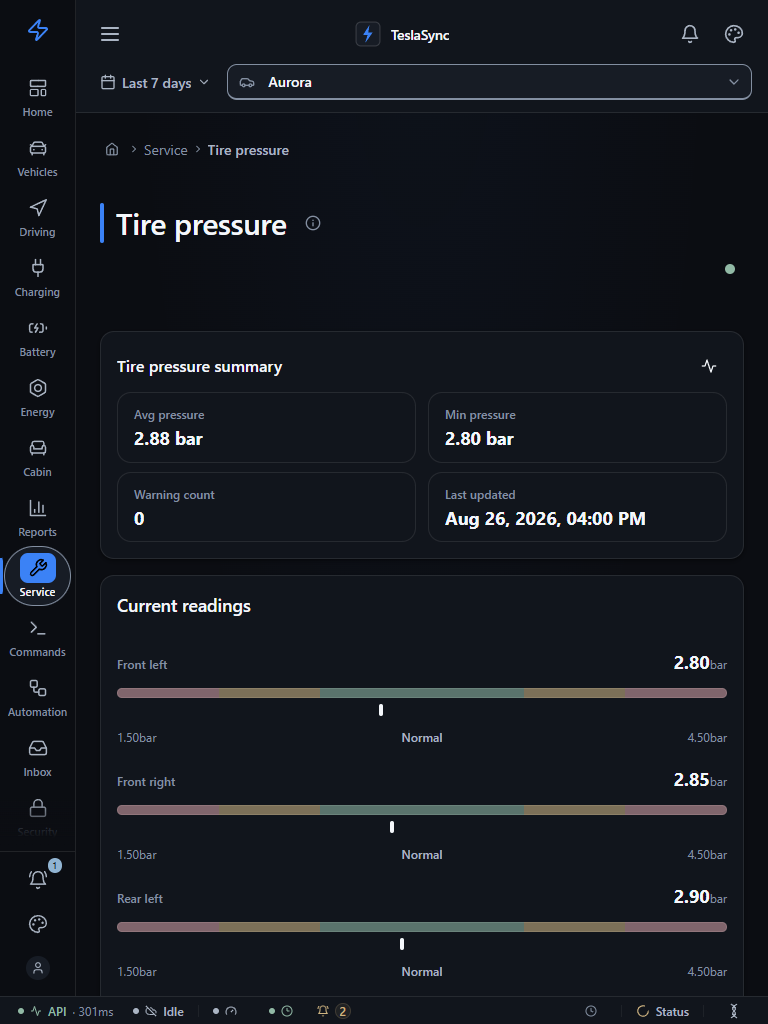 TeslaSync
Last 7 days
Aurora
Home
Vehicles
Driving
Charging
Battery
Energy
Cabin
Reports
Service
Commands
Automation
Inbox
Security
1
Service > Tire pressure
Tire pressure
Tire pressure summary
Avg pressure
2.88 bar
Min pressure
2.80 bar
Warning count
0
Last updated
Aug 26, 2026, 04:00 PM
Current readings
Front left
2.80bar
1.50bar Normal 4.50bar
Front right
2.85bar
1.50bar Normal 4.50bar
Rear left
2.90bar
1.50bar Normal 4.50bar
API · 301ms Idle 2 Status